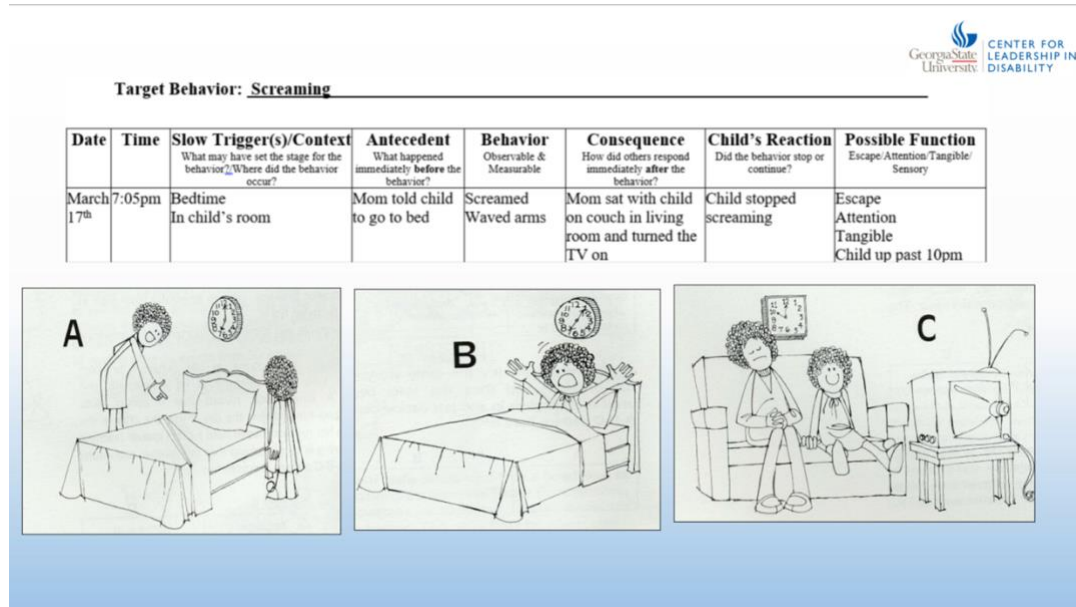 GeorgiaState
University
CENTER FOR
LEADERSHIP IN
DISABILITY
Target Behavior: Screaming
Date
Time
Slow Trigger(s)/Context
What may have set the stage for the
behavior?/Where did the behavior
occur?
Antecedent
What happened
immediately before the
behavior?
Behavior
Observable &
Measurable
Consequence
How did others respond
immediately after the
behavior?
Child's Reaction
Did the behavior stop or
continue?
Possible Function
Escape/Attention/Tangible/
Sensory
March
17th
7:05pm
Bedtime
In child's room
Mom told child
to go to bed
Screamed
Waved arms
Mom sat with child
on couch in living
room and turned the
TV on
Child stopped
screaming
Escape
Attention
Tangible
Child up past 10pm
A
B
C